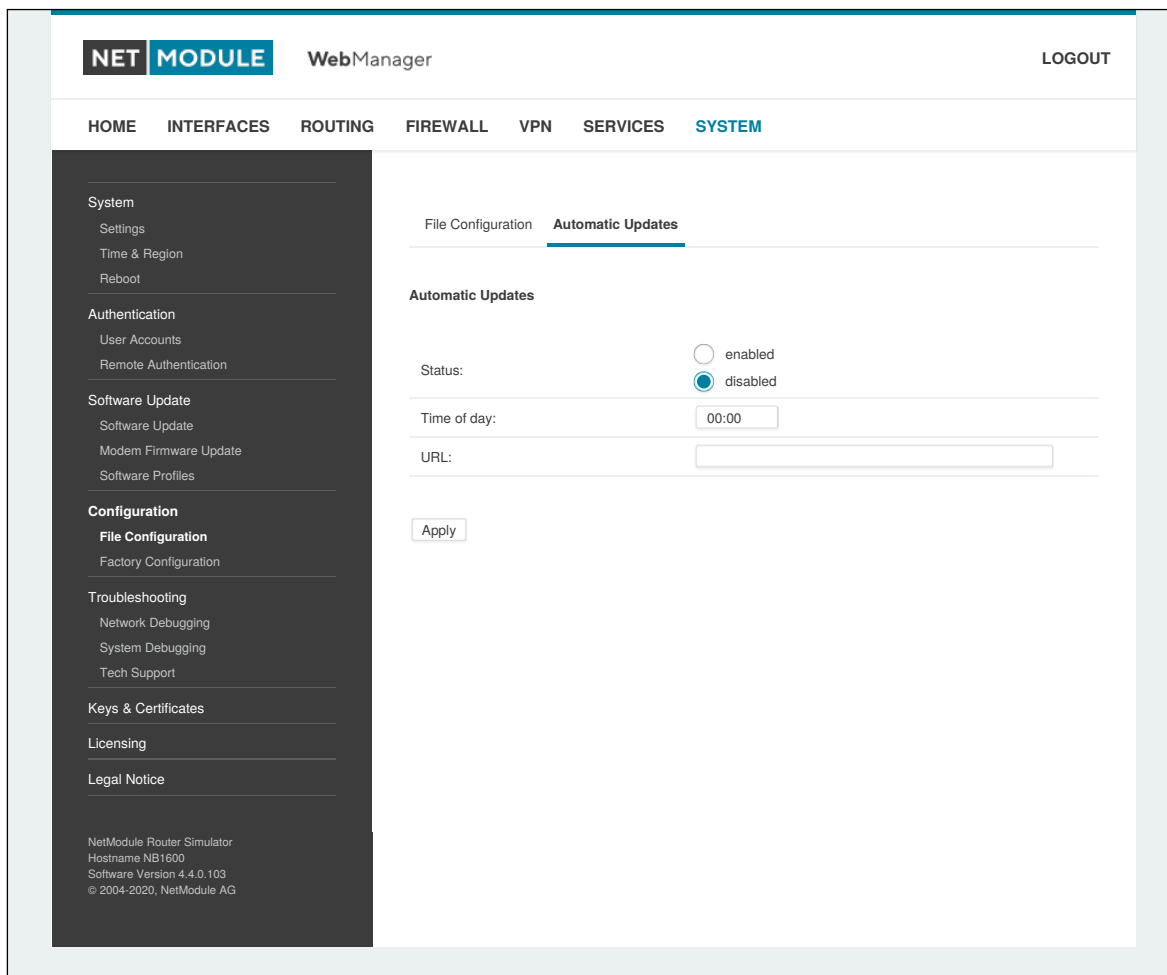 NET MODULE WebManager LOGOUT
HOME INTERFACES ROUTING FIREWALL VPN SERVICES SYSTEM
System
Settings
Time & Region
Reboot
Authentication
User Accounts
Remote Authentication
Software Update
Software Update
Modem Firmware Update
Software Profiles
Configuration
File Configuration
Factory Configuration
Troubleshooting
Network Debugging
System Debugging
Tech Support
Keys & Certificates
Licensing
Legal Notice
NetModule Router Simulator
Hostname NB1600
Software Version 4.4.0.103
© 2004-2020, NetModule AG
File Configuration Automatic Updates
Automatic Updates
Status:
enabled
disabled
Time of day: 00:00
URL:
Apply